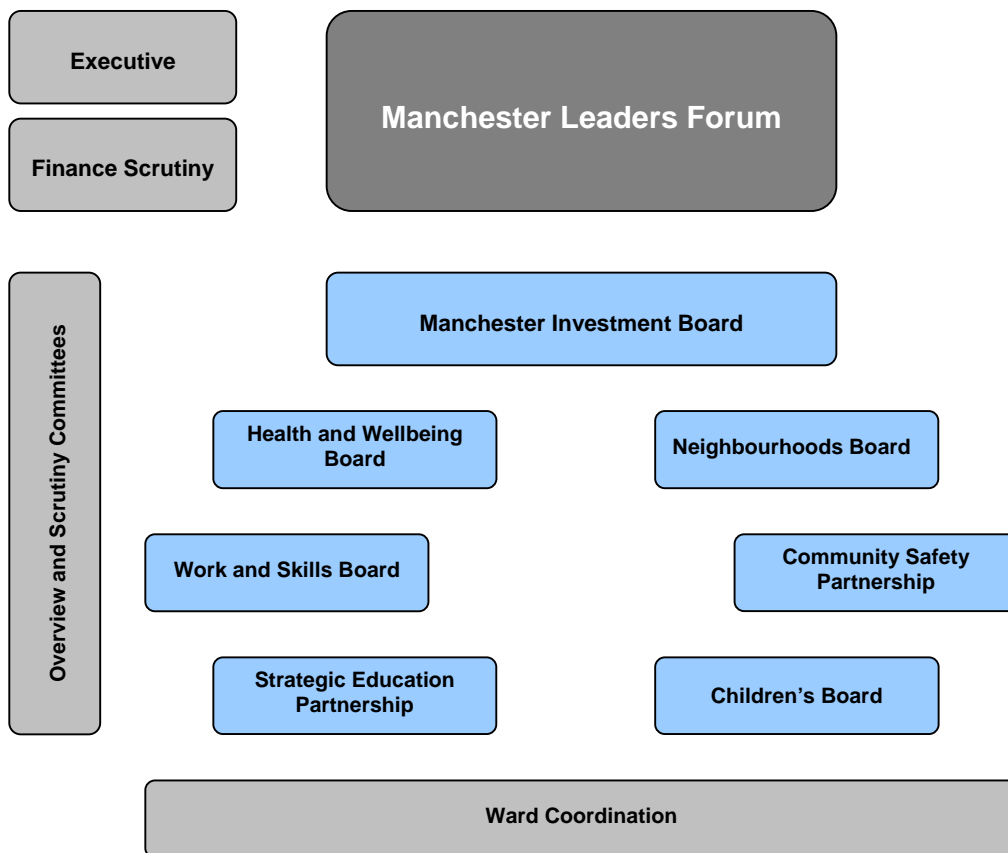 Executive
Manchester Leaders Forum
Finance Scrutiny
Overview and Scrutiny Committees
Manchester Investment Board
Health and Wellbeing
Board
Neighbourhoods Board
Work and Skills Board
Community Safety
Partnership
Strategic Education
Partnership
Children’s Board
Ward Coordination